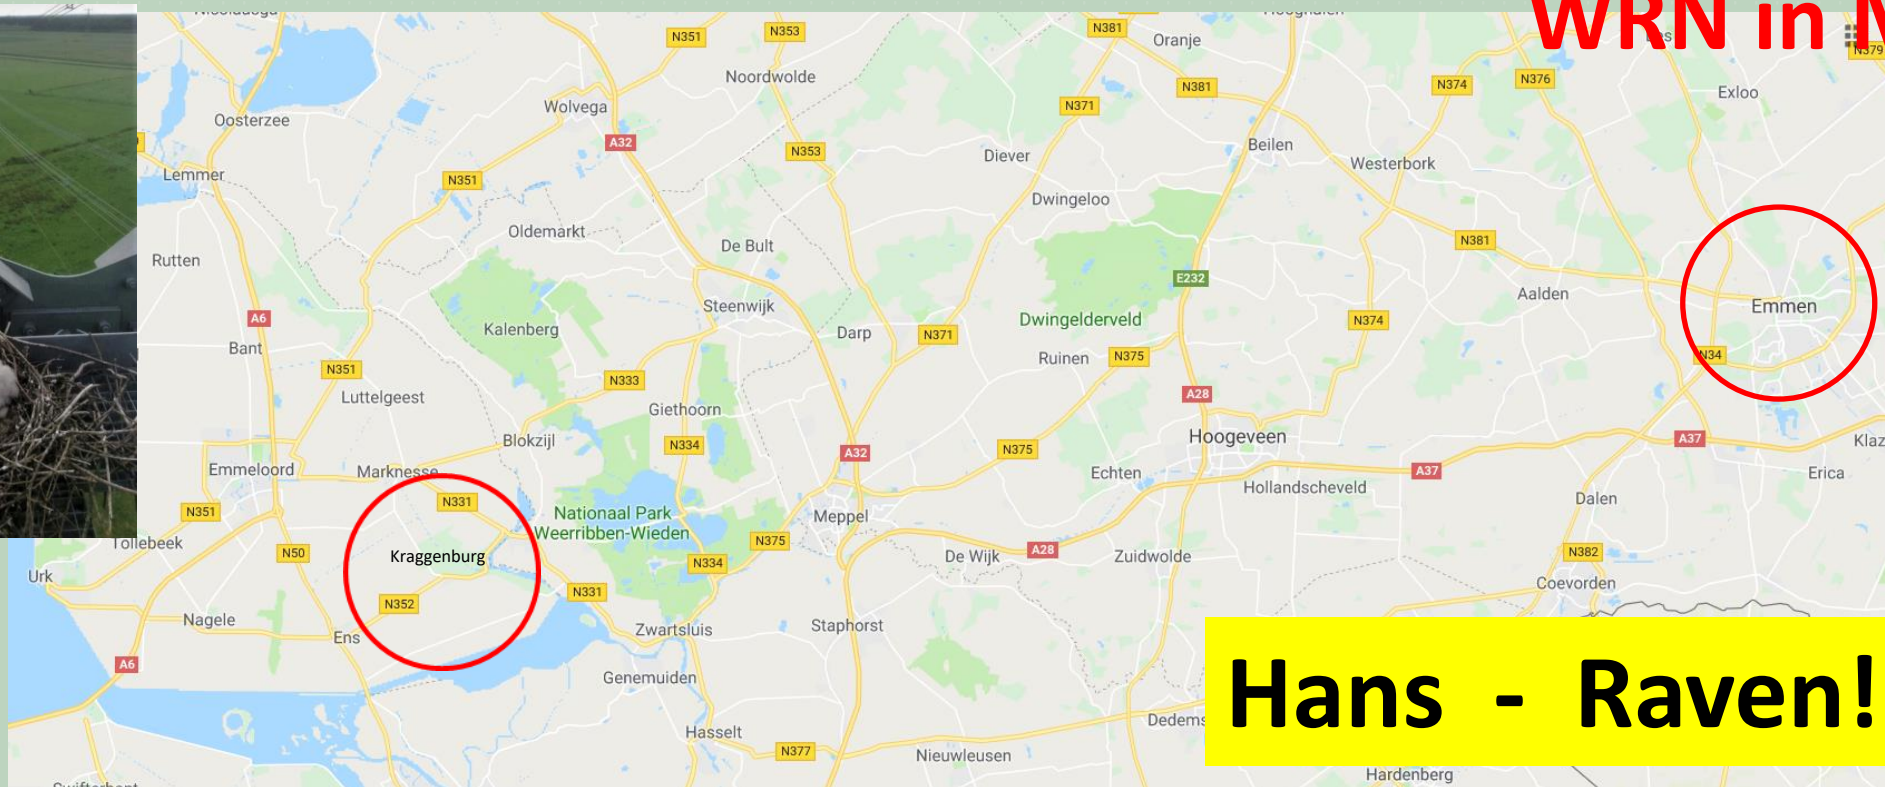 WRN in
N351
N353
N381
Oranje
N379
Noordwolde
N381
N374
N376
Exloo
Wolvega
N371
Oosterzee
A32
N353
Diever
Beilen
Westerbork
Lemmer
N351
Dwingeloo
Oldemarkt
De Bult
N381
Rutten
E232
Aalden
Steenwijk
Emmen
A6
Kalenberg
Darp
N371
Dwingelderveld
N374
Bant
Ruinen
N375
N34
N351
N333
A28
Luttelgeest
Giethoorn
Blokzijl
N334
A32
N375
Hoogeveen
A37
Klaz
Emmeloord
Marknesse
Echten
A37
Erica
Hollandscheveld
N351
N331
Nationaal Park
Weerribben-Wieden
Meppel
Dalen
Tollebeek
N50
Kraggenburg
N375
De Wijk
A28
Zuidwolde
N382
Urk
N334
Coevorden
N352
N331
Nagele
Ens
Zwartsluis
Staphorst
A6
Genemuiden
Hans - Raven!
Dedems
Hasselt
N377
Nieuwleusen
Hardenberg